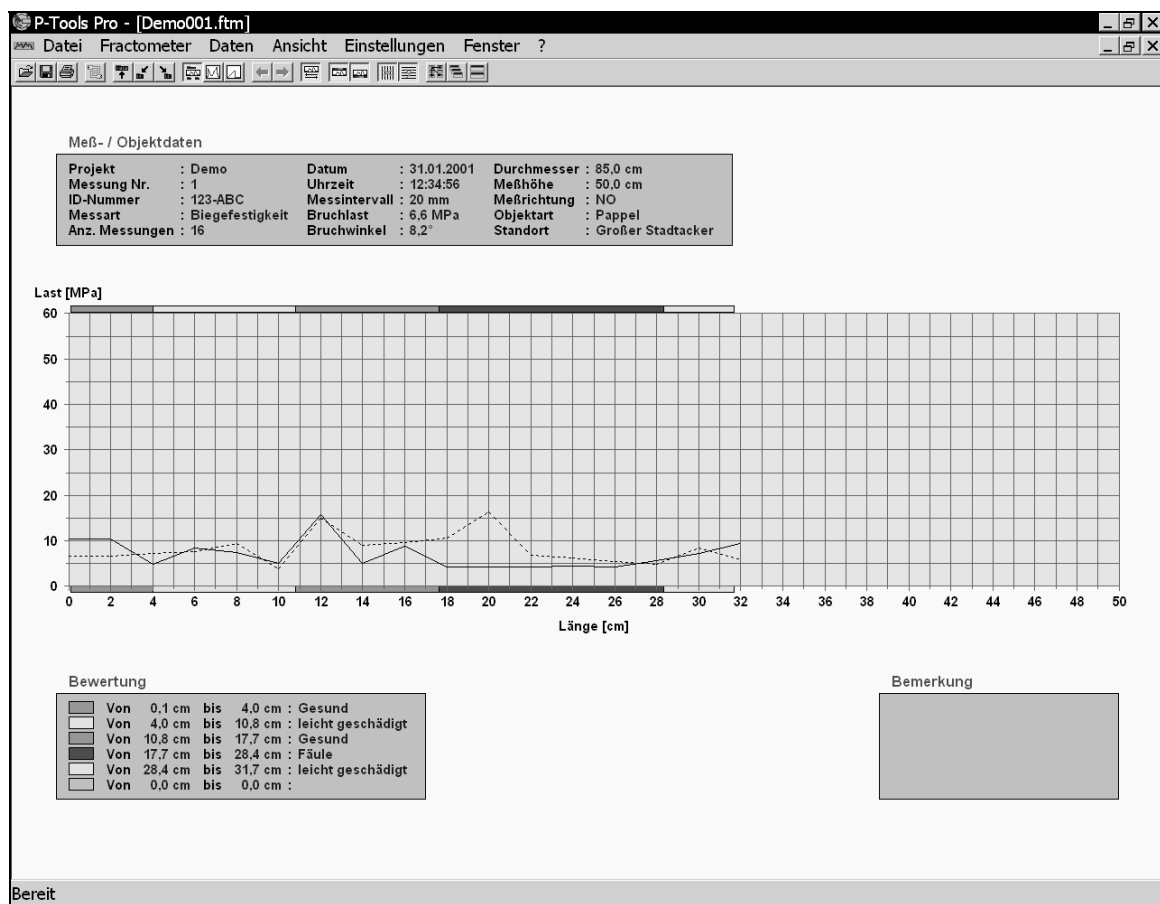 P-Tools Pro - [Demo001.ftm]
Datei Fractometer Daten Ansicht Einstellungen Fenster ?
Meß- / Objektdaten
Projekt : Demo Datum : 31.01.2001 Durchmesser : 85,0 cm
Messung Nr. : 1 Uhrzeit : 12:34:56 Meßhöhe : 50,0 cm
ID-Nummer : 123-ABC Messintervall : 20 mm Meßrichtung : NO
Messart : Biegefestigkeit Bruchlast : 6,6 MPa Objektart : Pappel
Anz. Messungen : 16 Bruchwinkel : 8,2° Standort : Großer Stadtacker
Last [MPa]
60
50
40
30
20
10
0
0 2 4 6 8 10 12 14 16 18 20 22 24 26 28 30 32 34 36 38 40 42 44 46 48 50
Länge [cm]
Bewertung
Von 0,1 cm bis 4,0 cm : Gesund
Von 4,0 cm bis 10,8 cm : leicht geschädigt
Von 10,8 cm bis 17,7 cm : Gesund
Von 17,7 cm bis 28,4 cm : Fäule
Von 28,4 cm bis 31,7 cm : leicht geschädigt
Von 0,0 cm bis 0,0 cm :
Bemerkung
Bereit